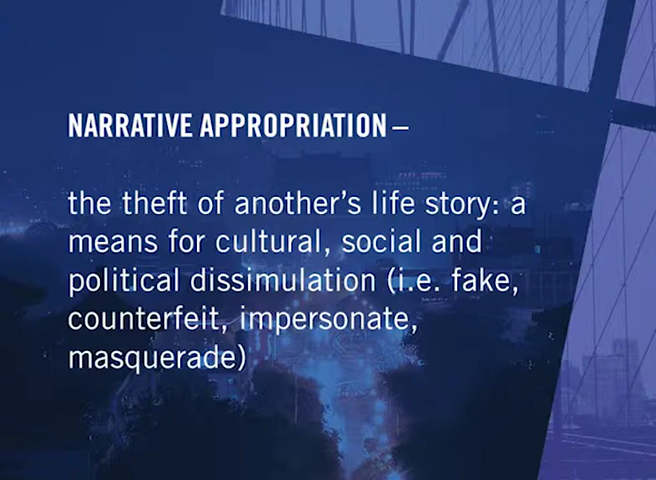 NARRATIVE APPROPRIATION –
the theft of another's life story: a
means for cultural, social and
political dissimulation (i.e. fake,
counterfeit, impersonate,
masquerade)